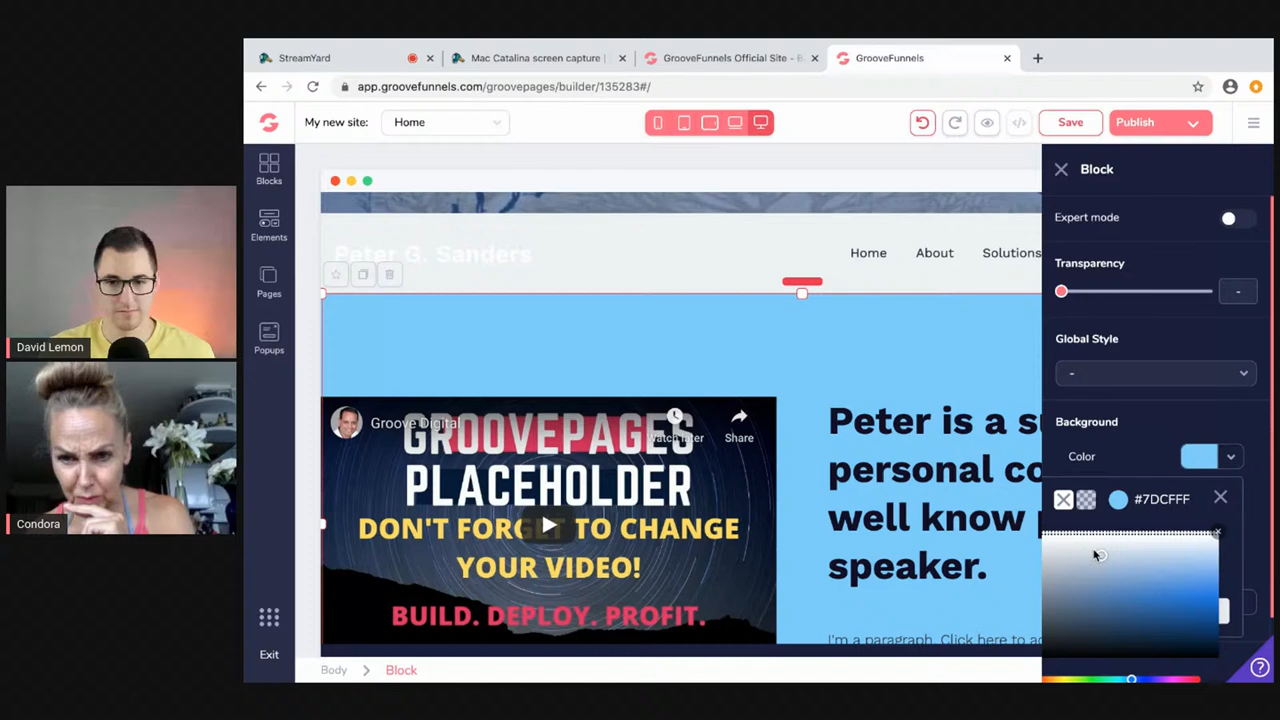 StreamYard
Mac Catalina screen capture |
GrooveFunnels Official Site - B
GrooveFunnels
app.groovefunnels.com/groovepages/builder/135283#/
My new site:
Home
Save
Publish
Blocks
Elements
Pages
Popups
Exit
Peter G. Sanders
Home
About
Solutions
Groove Digital
Watch later
Share
GROOVEPAGES
PLACEHOLDER
DON'T FORGET TO CHANGE
YOUR VIDEO!
BUILD. DEPLOY. PROFIT.
Peter is a su
personal co
well know p
speaker.
I'm a paragraph. Click here to ad
Body
Block
Block
Expert mode
Transparency
-
Global Style
-
Background
Color
#7DCFFF
David Lemon
Condora